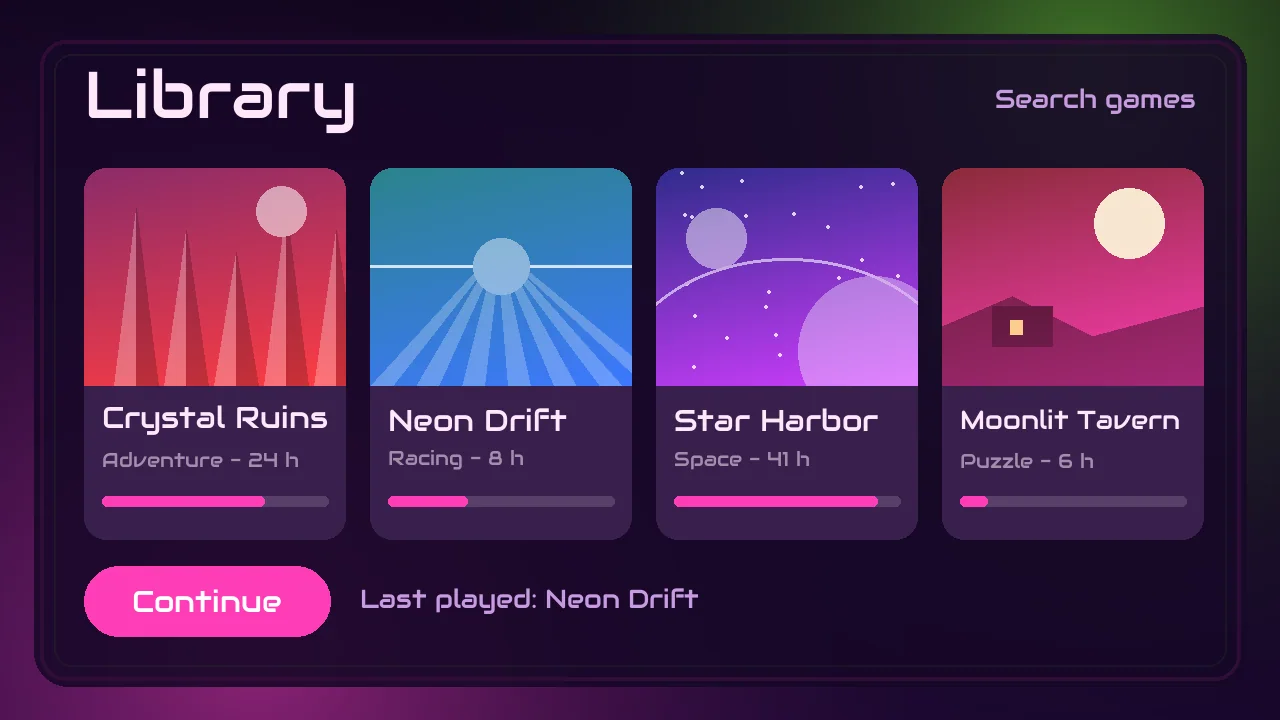 Library
Search games
Crystal Ruins
Adventure - 24 h
Neon Drift
Racing - 8 h
Star Harbor
Space - 41 h
Moonlit Tavern
Puzzle - 6 h
Continue
Last played: Neon Drift